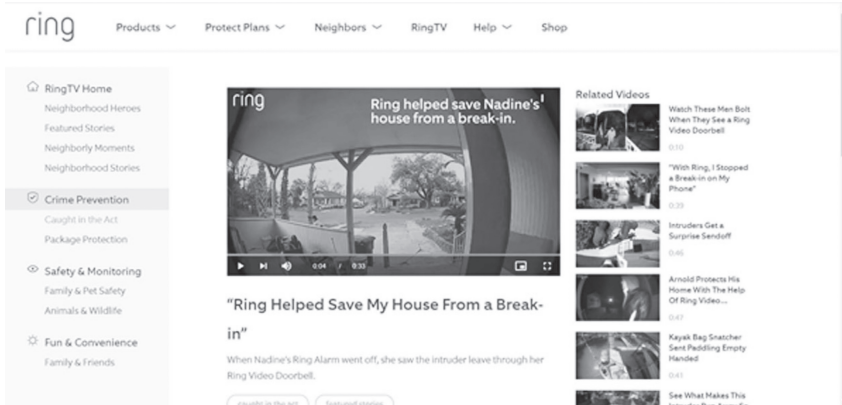 ring
Products
Protect Plans
Neighbors
RingTV
Help
Shop
RingTV Home
Neighborhood Heroes
Featured Stories
Neighborly Moments
Neighborhood Stories
Crime Prevention
Caught in the Act
Package Protection
Safety & Monitoring
Family & Pet Safety
Animals & Wildlife
Fun & Convenience
Family & Friends
ring
Ring helped save Nadine's
house from a break-in.
0:04 / 0:33
"Ring Helped Save My House From a Break-
in"
When Nadine's Ring Alarm went off, she saw the intruder leave through her
Ring Video Doorbell.
caught in the act
featured stories
Related Videos
Watch These Men Bolt
When They See a Ring
Video Doorbell
0:10
"With Ring, I Stopped
a Break-in on My
Phone"
0:39
Intruders Get a
Surprise Sendoff
0:46
Arnold Protects His
Home With The Help
Of Ring Video...
0:47
Kayak Bag Snatcher
Sent Paddling Empty
Handed
0:41
See What Makes This